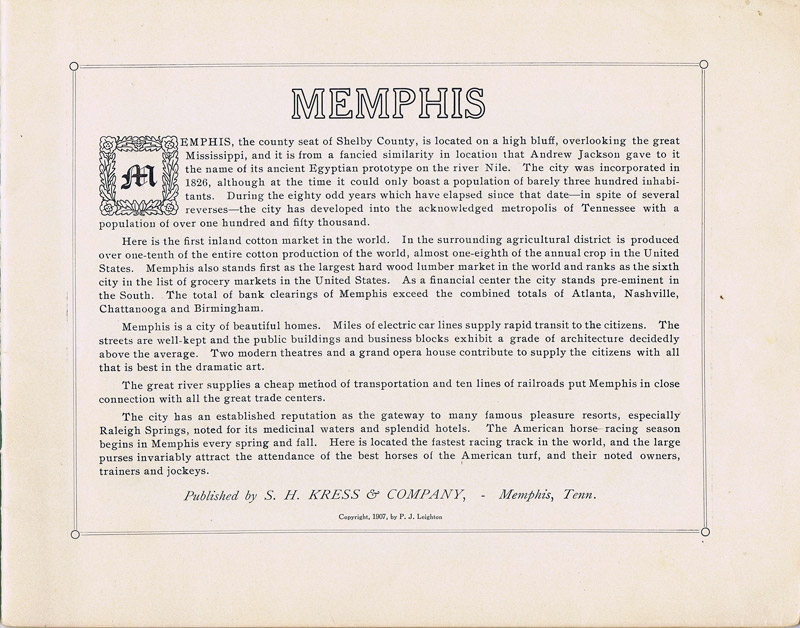 MEMPHIS
MEMPHIS, the county seat of Shelby County, is located on a high bluff, overlooking the great
Mississippi, and it is from a fancied similarity in location that Andrew Jackson gave to it
the name of its ancient Egyptian prototype on the river Nile. The city was incorporated in
1826, although at the time it could only boast a population of barely three hundred inhabi-
tants. During the eighty odd years which have elapsed since that date—in spite of several
reverses—the city has developed into the acknowledged metropolis of Tennessee with a
population of over one hundred and fifty thousand.
Here is the first inland cotton market in the world. In the surrounding agricultural district is produced
over one-tenth of the entire cotton production of the world, almost one-eighth of the annual crop in the United
States. Memphis also stands first as the largest hard wood lumber market in the world and ranks as the sixth
city in the list of grocery markets in the United States. As a financial center the city stands pre-eminent in
the South. The total of bank clearings of Memphis exceed the combined totals of Atlanta, Nashville,
Chattanooga and Birmingham.
Memphis is a city of beautiful homes. Miles of electric car lines supply rapid transit to the citizens. The
streets are well-kept and the public buildings and business blocks exhibit a grade of architecture decidedly
above the average. Two modern theatres and a grand opera house contribute to supply the citizens with all
that is best in the dramatic art.
The great river supplies a cheap method of transportation and ten lines of railroads put Memphis in close
connection with all the great trade centers.
The city has an established reputation as the gateway to many famous pleasure resorts, especially
Raleigh Springs, noted for its medicinal waters and splendid hotels. The American horse-racing season
begins in Memphis every spring and fall. Here is located the fastest racing track in the world, and the large
purses invariably attract the attendance of the best horses of the American turf, and their noted owners,
trainers and jockeys.
Published by S. H. KRESS & COMPANY, - Memphis, Tenn.
Copyright, 1907, by P. J. Leighton